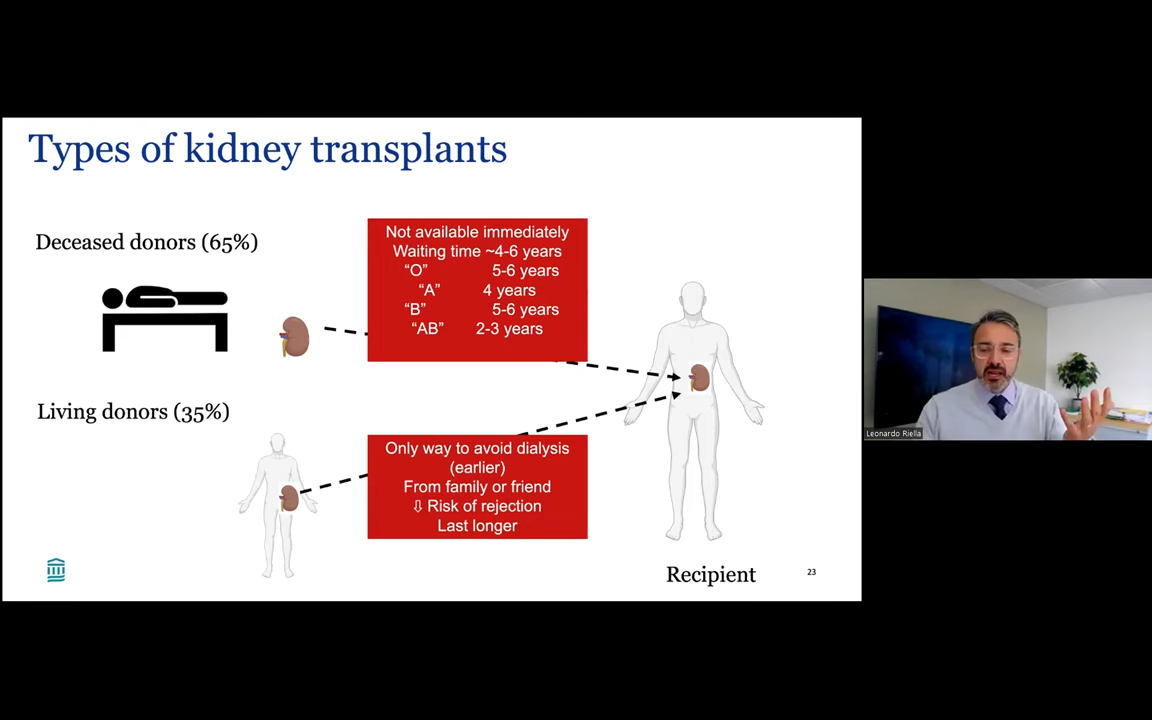 Types of kidney transplants
Deceased donors (65%)
Not available immediately
Waiting time ~4-6 years
“O” 5-6 years
“A” 4 years
“B” 5-6 years
“AB” 2-3 years
Living donors (35%)
Only way to avoid dialysis
(earlier)
From family or friend
⇩ Risk of rejection
Last longer
Recipient
23
Leonardo Riella